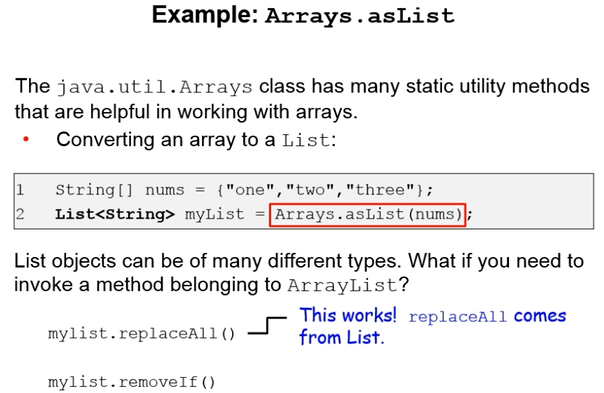 Example: Arrays.asList
The java.util.Arrays class has many static utility methods
that are helpful in working with arrays.
• Converting an array to a List:
1 String[] nums = {"one","two","three"};
2 List<String> myList = Arrays.asList(nums);
List objects can be of many different types. What if you need to
invoke a method belonging to ArrayList?
This works! replaceAll comes
from List.
mylist.replaceAll()
mylist.removeIf()